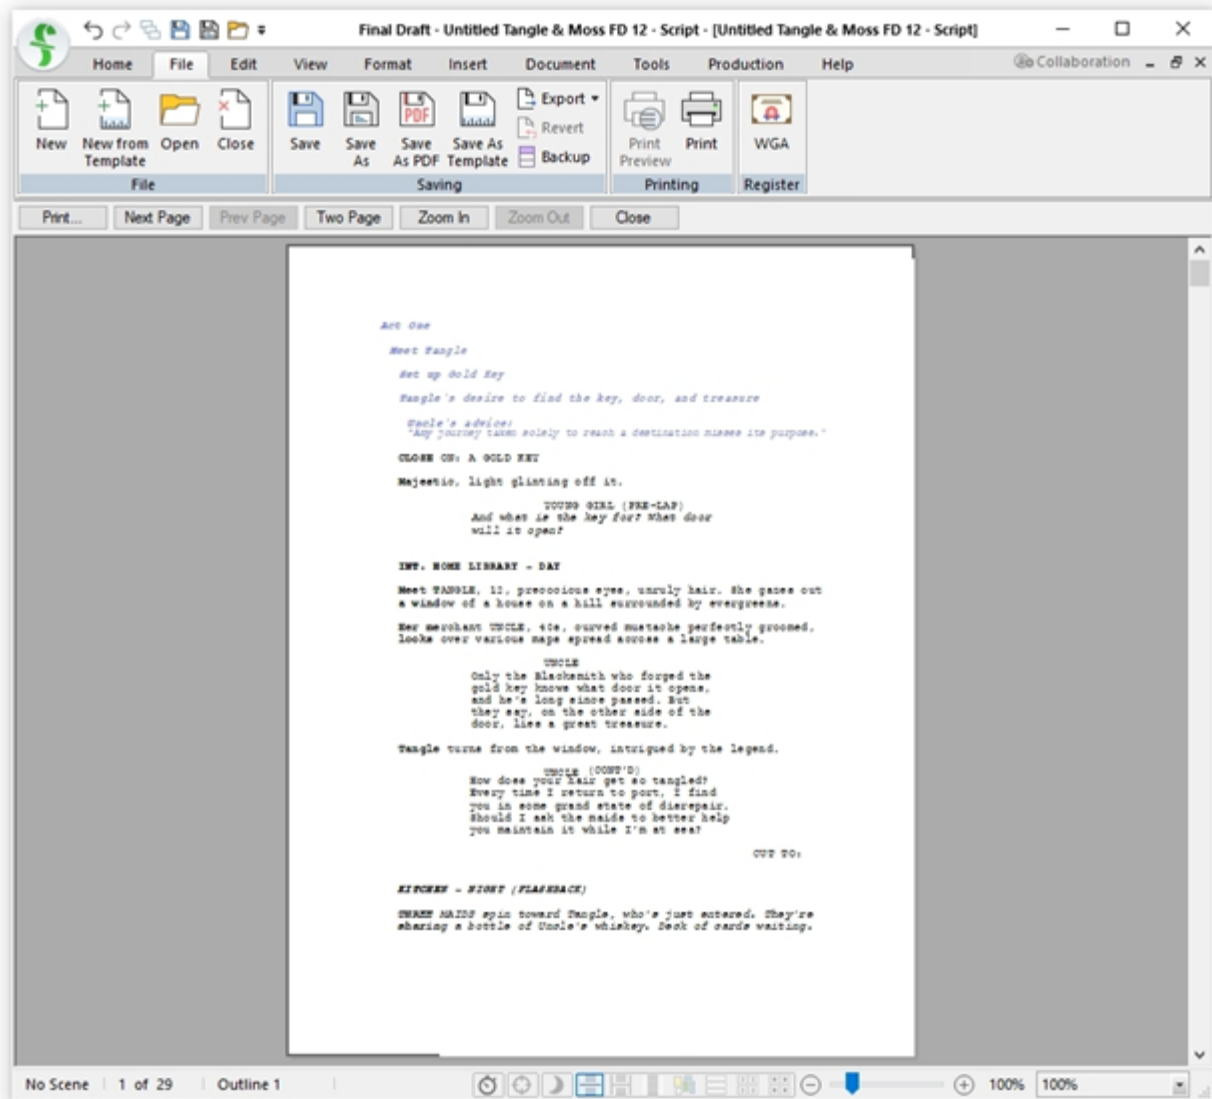 Final Draft - Untitled Tangle & Moss FD 12 - Script - [Untitled Tangle & Moss FD 12 - Script]
Home File Edit View Format Insert Document Tools Production Help Collaboration
New
New from Template
Open
Close
Save
Save As
PDF
Save As PDF
Save As Template
Export
Revert
Backup
Print Preview
Print
WGA
File Saving Printing Register
Print... Next Page Prev Page Two Page Zoom In Zoom Out Close
Act One
Meet Tangle
Set up Gold Key
Tangle's desire to find the key, door, and treasure
Uncle's advice:
"Any journey taken solely to reach a destination misses its purpose."
CLOSE ON: A GOLD KEY
Majestic, light glinting off it.
YOUNG GIRL (PRE-LAP)
And what is the key for? What door
will it open?
INT. HOME LIBRARY - DAY
Meet TANGLE, 12, precocious eyes, unruly hair. She gazes out
a window of a house on a hill surrounded by evergreens.
Her merchant UNCLE, 40s, curved mustache perfectly groomed,
looks over various maps spread across a large table.
UNCLE
Only the Blacksmith who forged the
gold key knows what door it opens,
and he's long since passed. But
they say, on the other side of the
door, lies a great treasure.
Tangle turns from the window, intrigued by the legend.
UNCLE (CONT'D)
How does your hair get so tangled?
Every time I return to port, I find
you in some grand state of disrepair.
Should I ask the maids to better help
you maintain it while I'm at sea?
CUT TO:
KITCHEN - NIGHT (FLASHBACK)
THREE MAIDS spin toward Tangle, who's just entered. They're
sharing a bottle of Uncle's whiskey. Deck of cards waiting.
No Scene 1 of 29 Outline 1 100% 100%